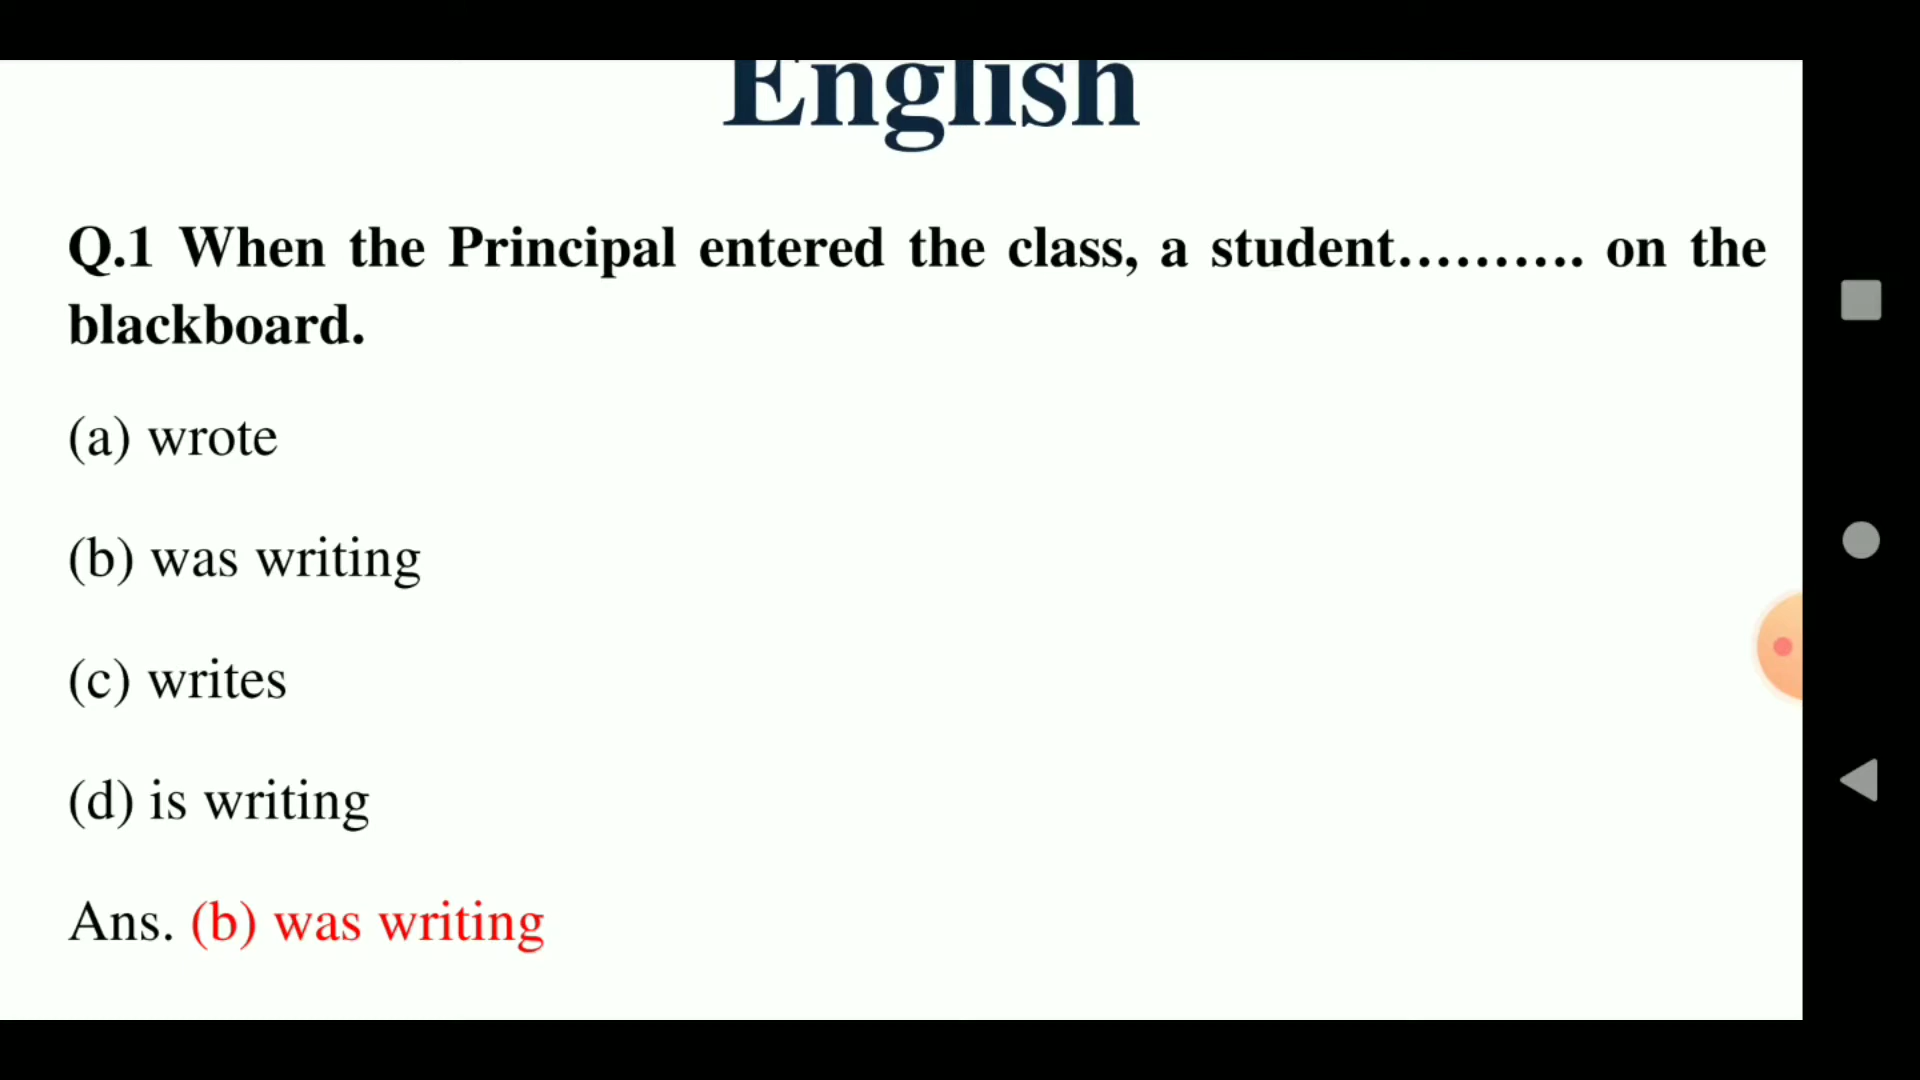 English
Q.1 When the Principal entered the class, a student.......... on the
blackboard.
(a) wrote
(b) was writing
(c) writes
(d) is writing
Ans. (b) was writing